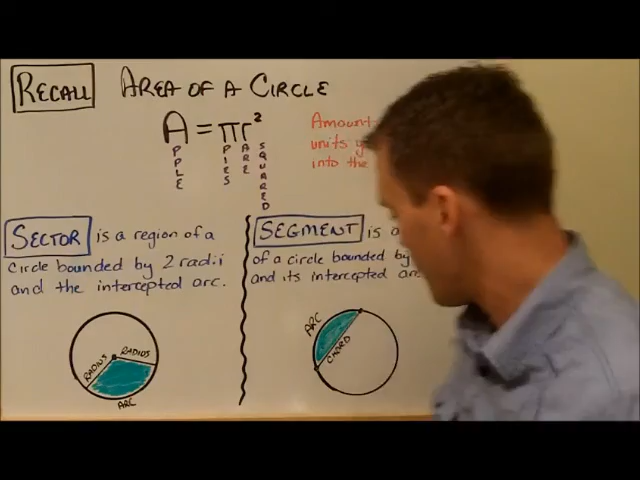 RECALL AREA OF A CIRCLE
A = πr²
APPLE PIES ARE SQUARED
Amount
units
into the
SECTOR is a region of a
circle bounded by 2 radii
and the intercepted arc.
SEGMENT is a
of a circle bounded by
and its intercepted
RADIUS RADIUS
ARC
ARC
CHORD